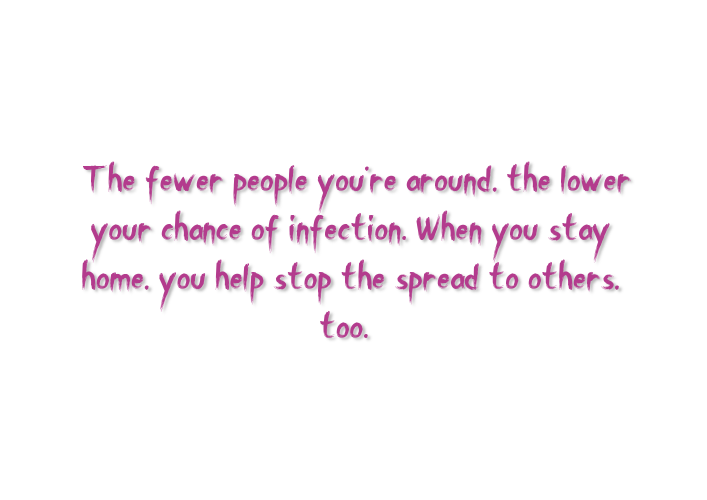 The fewer people you're around. the lower
your chance of infection. When you stay
home. you help stop the spread to others.
too.